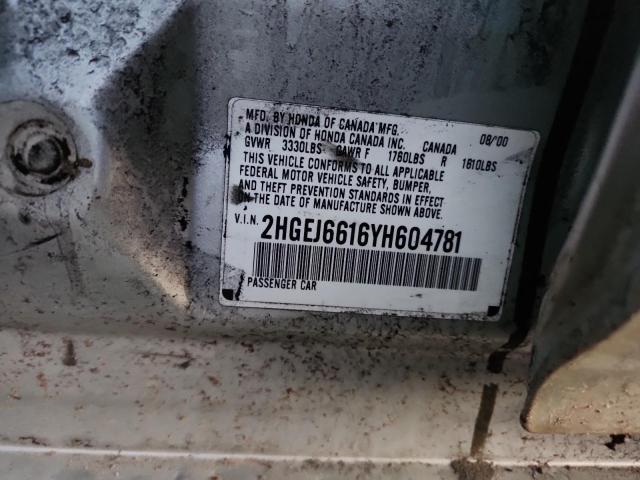 MFD. BY HONDA OF CANADA MFG.
A DIVISION OF HONDA CANADA INC. CANADA 08/00
GVWR 3330LBS GAWR F 1760LBS R 1610LBS
THIS VEHICLE CONFORMS TO ALL APPLICABLE
FEDERAL MOTOR VEHICLE SAFETY, BUMPER,
AND THEFT PREVENTION STANDARDS IN EFFECT
ON THE DATE OF MANUFACTURE SHOWN ABOVE.
V.I.N. 2HGEJ6616YH604781
PASSENGER CAR